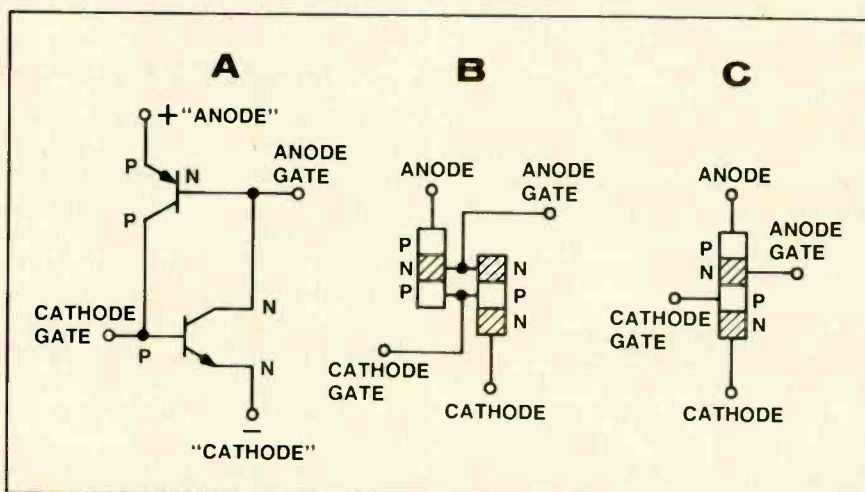 A
+ "ANODE"
P
N
ANODE
GATE
P
CATHODE
GATE
P
N
N
−
"CATHODE"
B
ANODE
ANODE
GATE
P
N
N
P
P
N
CATHODE
GATE
CATHODE
C
ANODE
ANODE
GATE
P
N
P
N
CATHODE
GATE
CATHODE